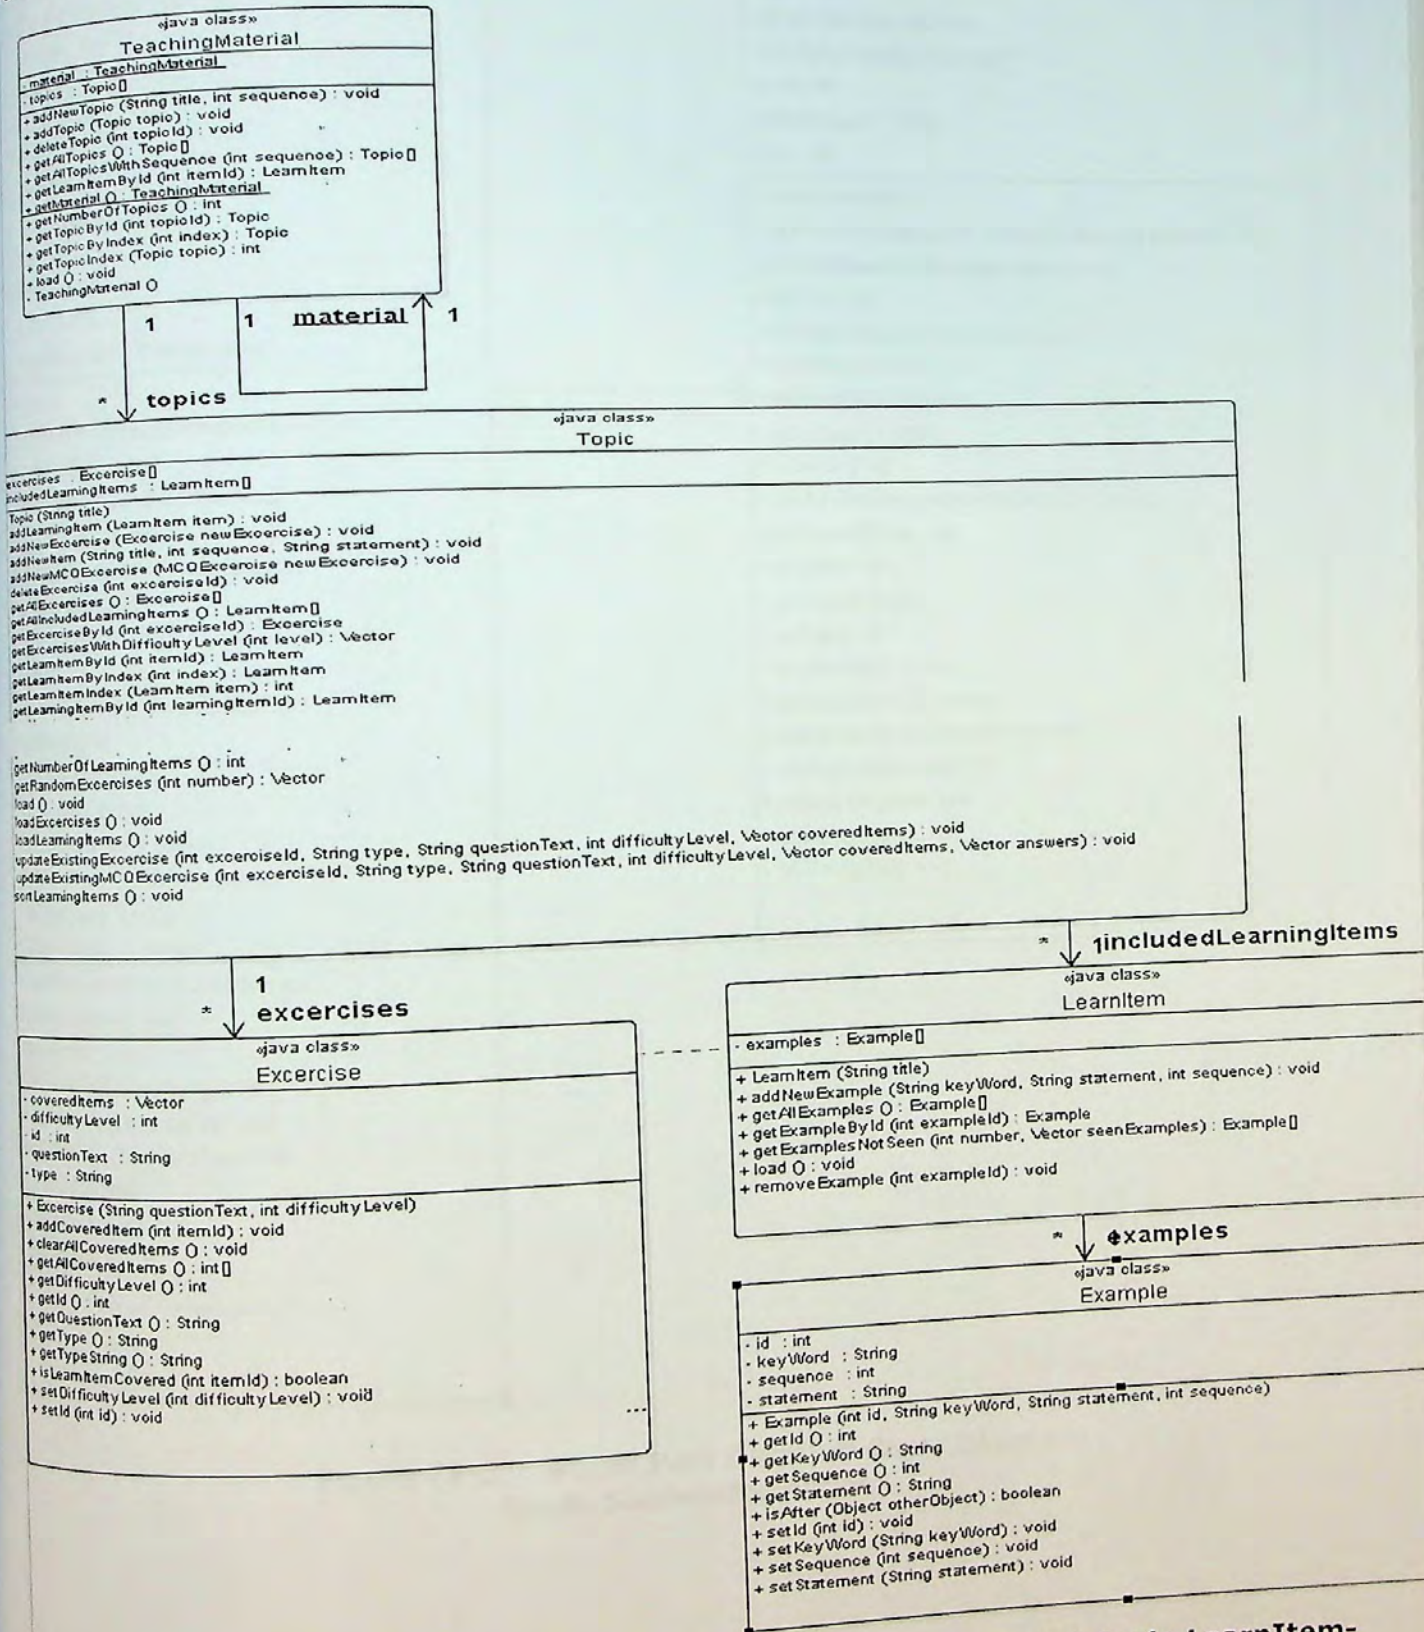 «java class»
TeachingMaterial
- material : TeachingMaterial
- topics : Topic[]
+ addNewTopic (String title, int sequence) : void
+ addTopic (Topic topic) : void
+ deleteTopic (int topicId) : void
+ getAllTopics () : Topic[]
+ getAllTopicsWithSequence (int sequence) : Topic[]
+ getLearnItemById (int itemId) : LearnItem
+ getMaterial () : TeachingMaterial
+ getNumberOfTopics () : int
+ getTopicById (int topicId) : Topic
+ getTopicByIndex (int index) : Topic
+ getTopicIndex (Topic topic) : int
+ load () : void
- TeachingMaterial ()
1
1 material 1
* topics
«java class»
Topic
excercises : Excercise[]
includedLearningItems : LearnItem[]
Topic (String title)
addLearningItem (LearnItem item) : void
addNewExcercise (Excercise newExcercise) : void
addNewItem (String title, int sequence, String statement) : void
addNewMCQExcercise (MCQExcercise newExcercise) : void
deleteExcercise (int excerciseId) : void
getAllExcercises () : Excercise[]
getAllIncludedLearningItems () : LearnItem[]
getExcerciseById (int excerciseId) : Excercise
getExcercisesWithDifficultyLevel (int level) : Vector
getLearnItemById (int itemId) : LearnItem
getLearnItemByIndex (int index) : LearnItem
getLearnItemIndex (LearnItem item) : int
getLearningItemById (int learningItemId) : LearnItem
getNumberOfLearningItems () : int
getRandomExcercises (int number) : Vector
load () : void
loadExcercises () : void
loadLearningItems () : void
updateExistingExcercise (int excerciseId, String type, String questionText, int difficultyLevel, Vector coveredItems) : void
updateExistingMCQExcercise (int excerciseId, String type, String questionText, int difficultyLevel, Vector coveredItems, Vector answers) : void
sortLearningItems () : void
* 1includedLearningItems
1
* excercises
«java class»
Excercise
- coveredItems : Vector
- difficultyLevel : int
- id : int
- questionText : String
- type : String
+ Excercise (String questionText, int difficultyLevel)
+ addCoveredItem (int itemId) : void
+ clearAllCoveredItems () : void
+ getAllCoveredItems () : int[]
+ getDifficultyLevel () : int
+ getId () : int
+ getQuestionText () : String
+ getType () : String
+ getTypeString () : String
+ isLearnItemCovered (int itemId) : boolean
+ setDifficultyLevel (int difficultyLevel) : void
+ setId (int id) : void
...
«java class»
LearnItem
- examples : Example[]
+ LearnItem (String title)
+ addNewExample (String keyWord, String statement, int sequence) : void
+ getAllExamples () : Example[]
+ getExampleById (int exampleId) : Example
+ getExamplesNotSeen (int number, Vector seenExamples) : Example[]
+ load () : void
+ removeExample (int exampleId) : void
* examples
«java class»
Example
- id : int
- keyWord : String
- sequence : int
- statement : String
+ Example (int id, String keyWord, String statement, int sequence)
+ getId () : int
+ getKeyWord () : String
+ getSequence () : int
+ getStatement () : String
+ isAfter (Object otherObject) : boolean
+ setId (int id) : void
+ setKeyWord (String keyWord) : void
+ setSequence (int sequence) : void
+ setStatement (String statement) : void